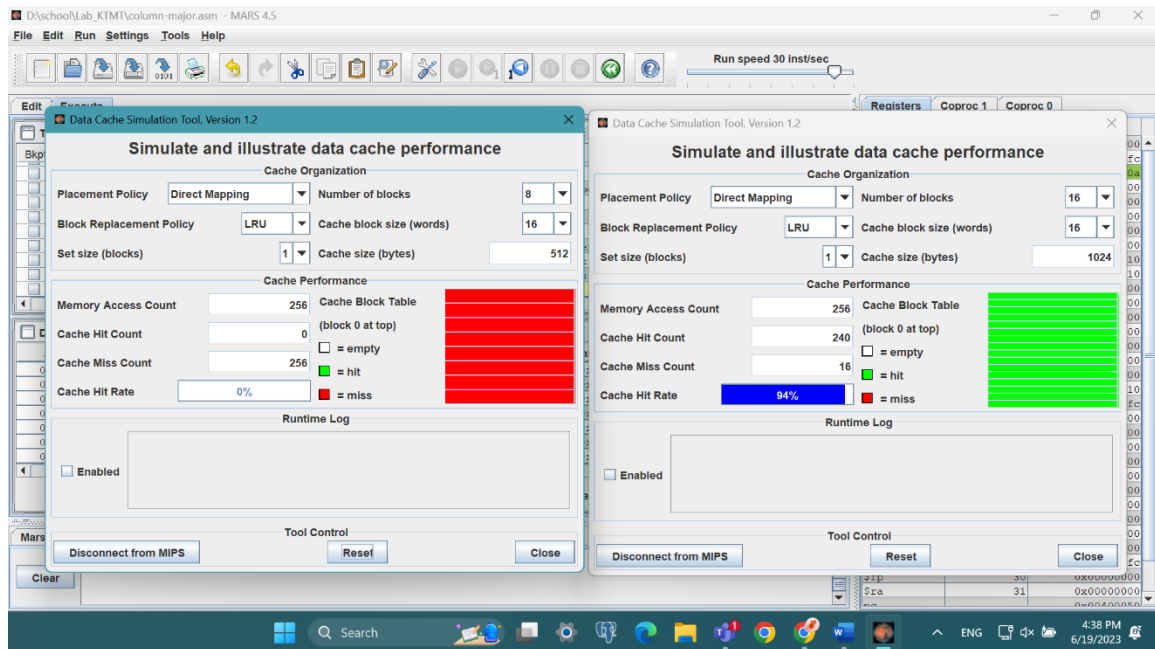 D:\school\Lab_KTMT\column-major.asm - MARS 4.5
File Edit Run Settings Tools Help
Run speed 30 inst/sec
Edit Execute
Registers Coproc 1 Coproc 0
Data Cache Simulation Tool, Version 1.2
Simulate and illustrate data cache performance
Cache Organization
Placement Policy Direct Mapping Number of blocks 8
Block Replacement Policy LRU Cache block size (words) 16
Set size (blocks) 1 Cache size (bytes) 512
Cache Performance
Memory Access Count 256 Cache Block Table
(block 0 at top)
Cache Hit Count 0
= empty
Cache Miss Count 256
= hit
Cache Hit Rate 0%
= miss
Runtime Log
Enabled
Tool Control
Disconnect from MIPS Reset Close
Data Cache Simulation Tool, Version 1.2
Simulate and illustrate data cache performance
Cache Organization
Placement Policy Direct Mapping Number of blocks 16
Block Replacement Policy LRU Cache block size (words) 16
Set size (blocks) 1 Cache size (bytes) 1024
Cache Performance
Memory Access Count 256 Cache Block Table
(block 0 at top)
Cache Hit Count 240
= empty
Cache Miss Count 16
= hit
Cache Hit Rate 94%
= miss
Runtime Log
Enabled
Tool Control
Disconnect from MIPS Reset Close
Bkp
Mars
Clear
$fp 30 0x00000000
$ra 31 0x00000000
Search
ENG
4:38 PM
6/19/2023